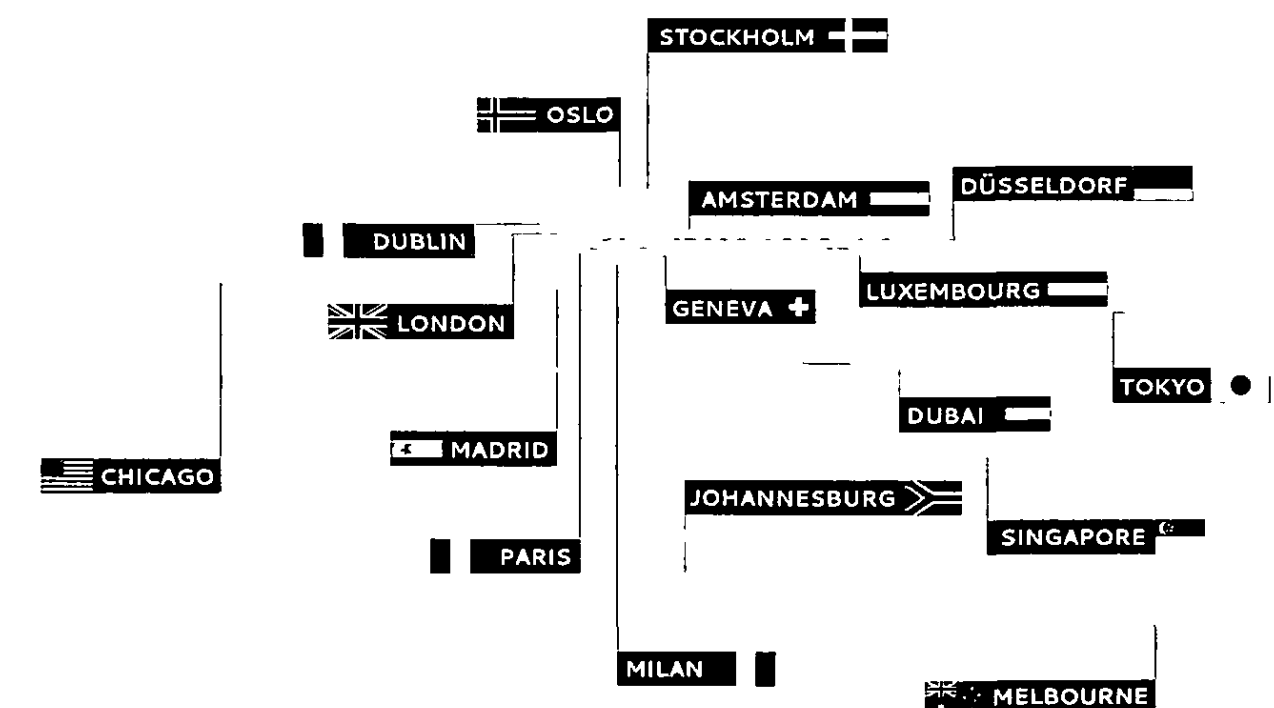 STOCKHOLM
OSLO
DÜSSELDORF
AMSTERDAM
DUBLIN
LUXEMBOURG
GENEVA
LONDON
TOKYO
DUBAI
MADRID
CHICAGO
JOHANNESBURG
SINGAPORE
PARIS
MILAN
MELBOURNE